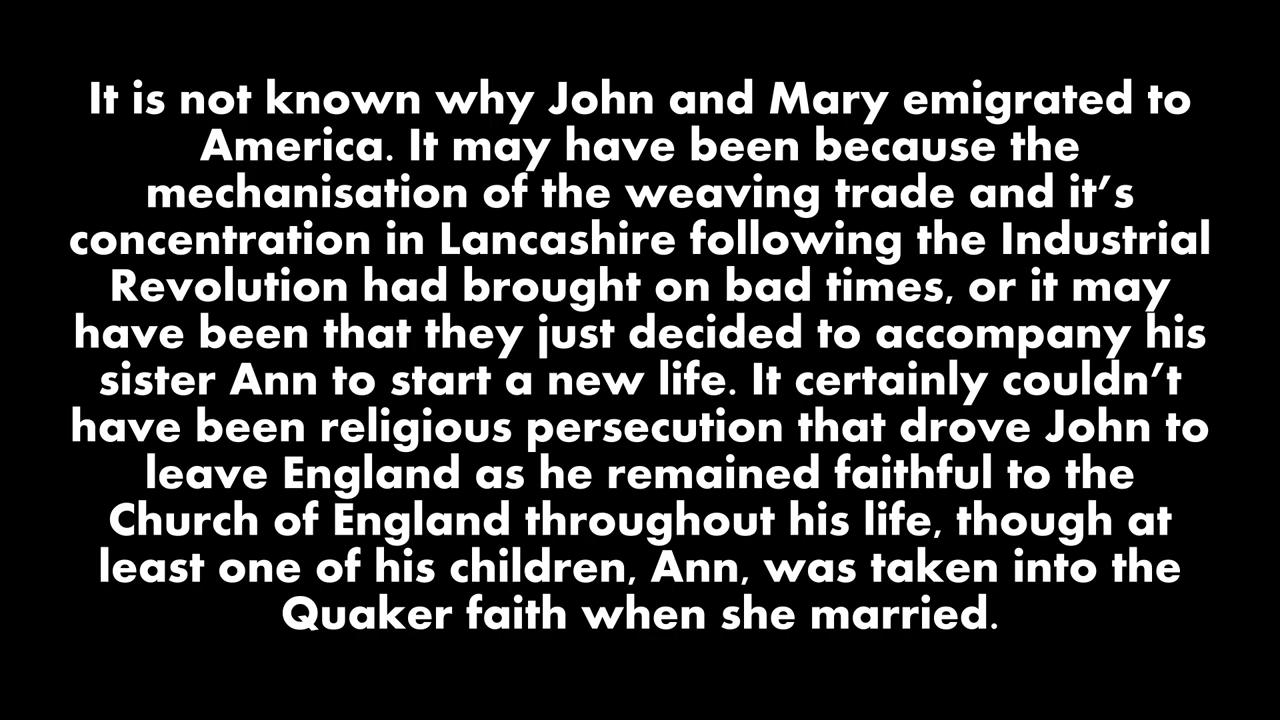 It is not known why John and Mary emigrated to
America. It may have been because the
mechanisation of the weaving trade and it’s
concentration in Lancashire following the Industrial
Revolution had brought on bad times, or it may
have been that they just decided to accompany his
sister Ann to start a new life. It certainly couldn’t
have been religious persecution that drove John to
leave England as he remained faithful to the
Church of England throughout his life, though at
least one of his children, Ann, was taken into the
Quaker faith when she married.